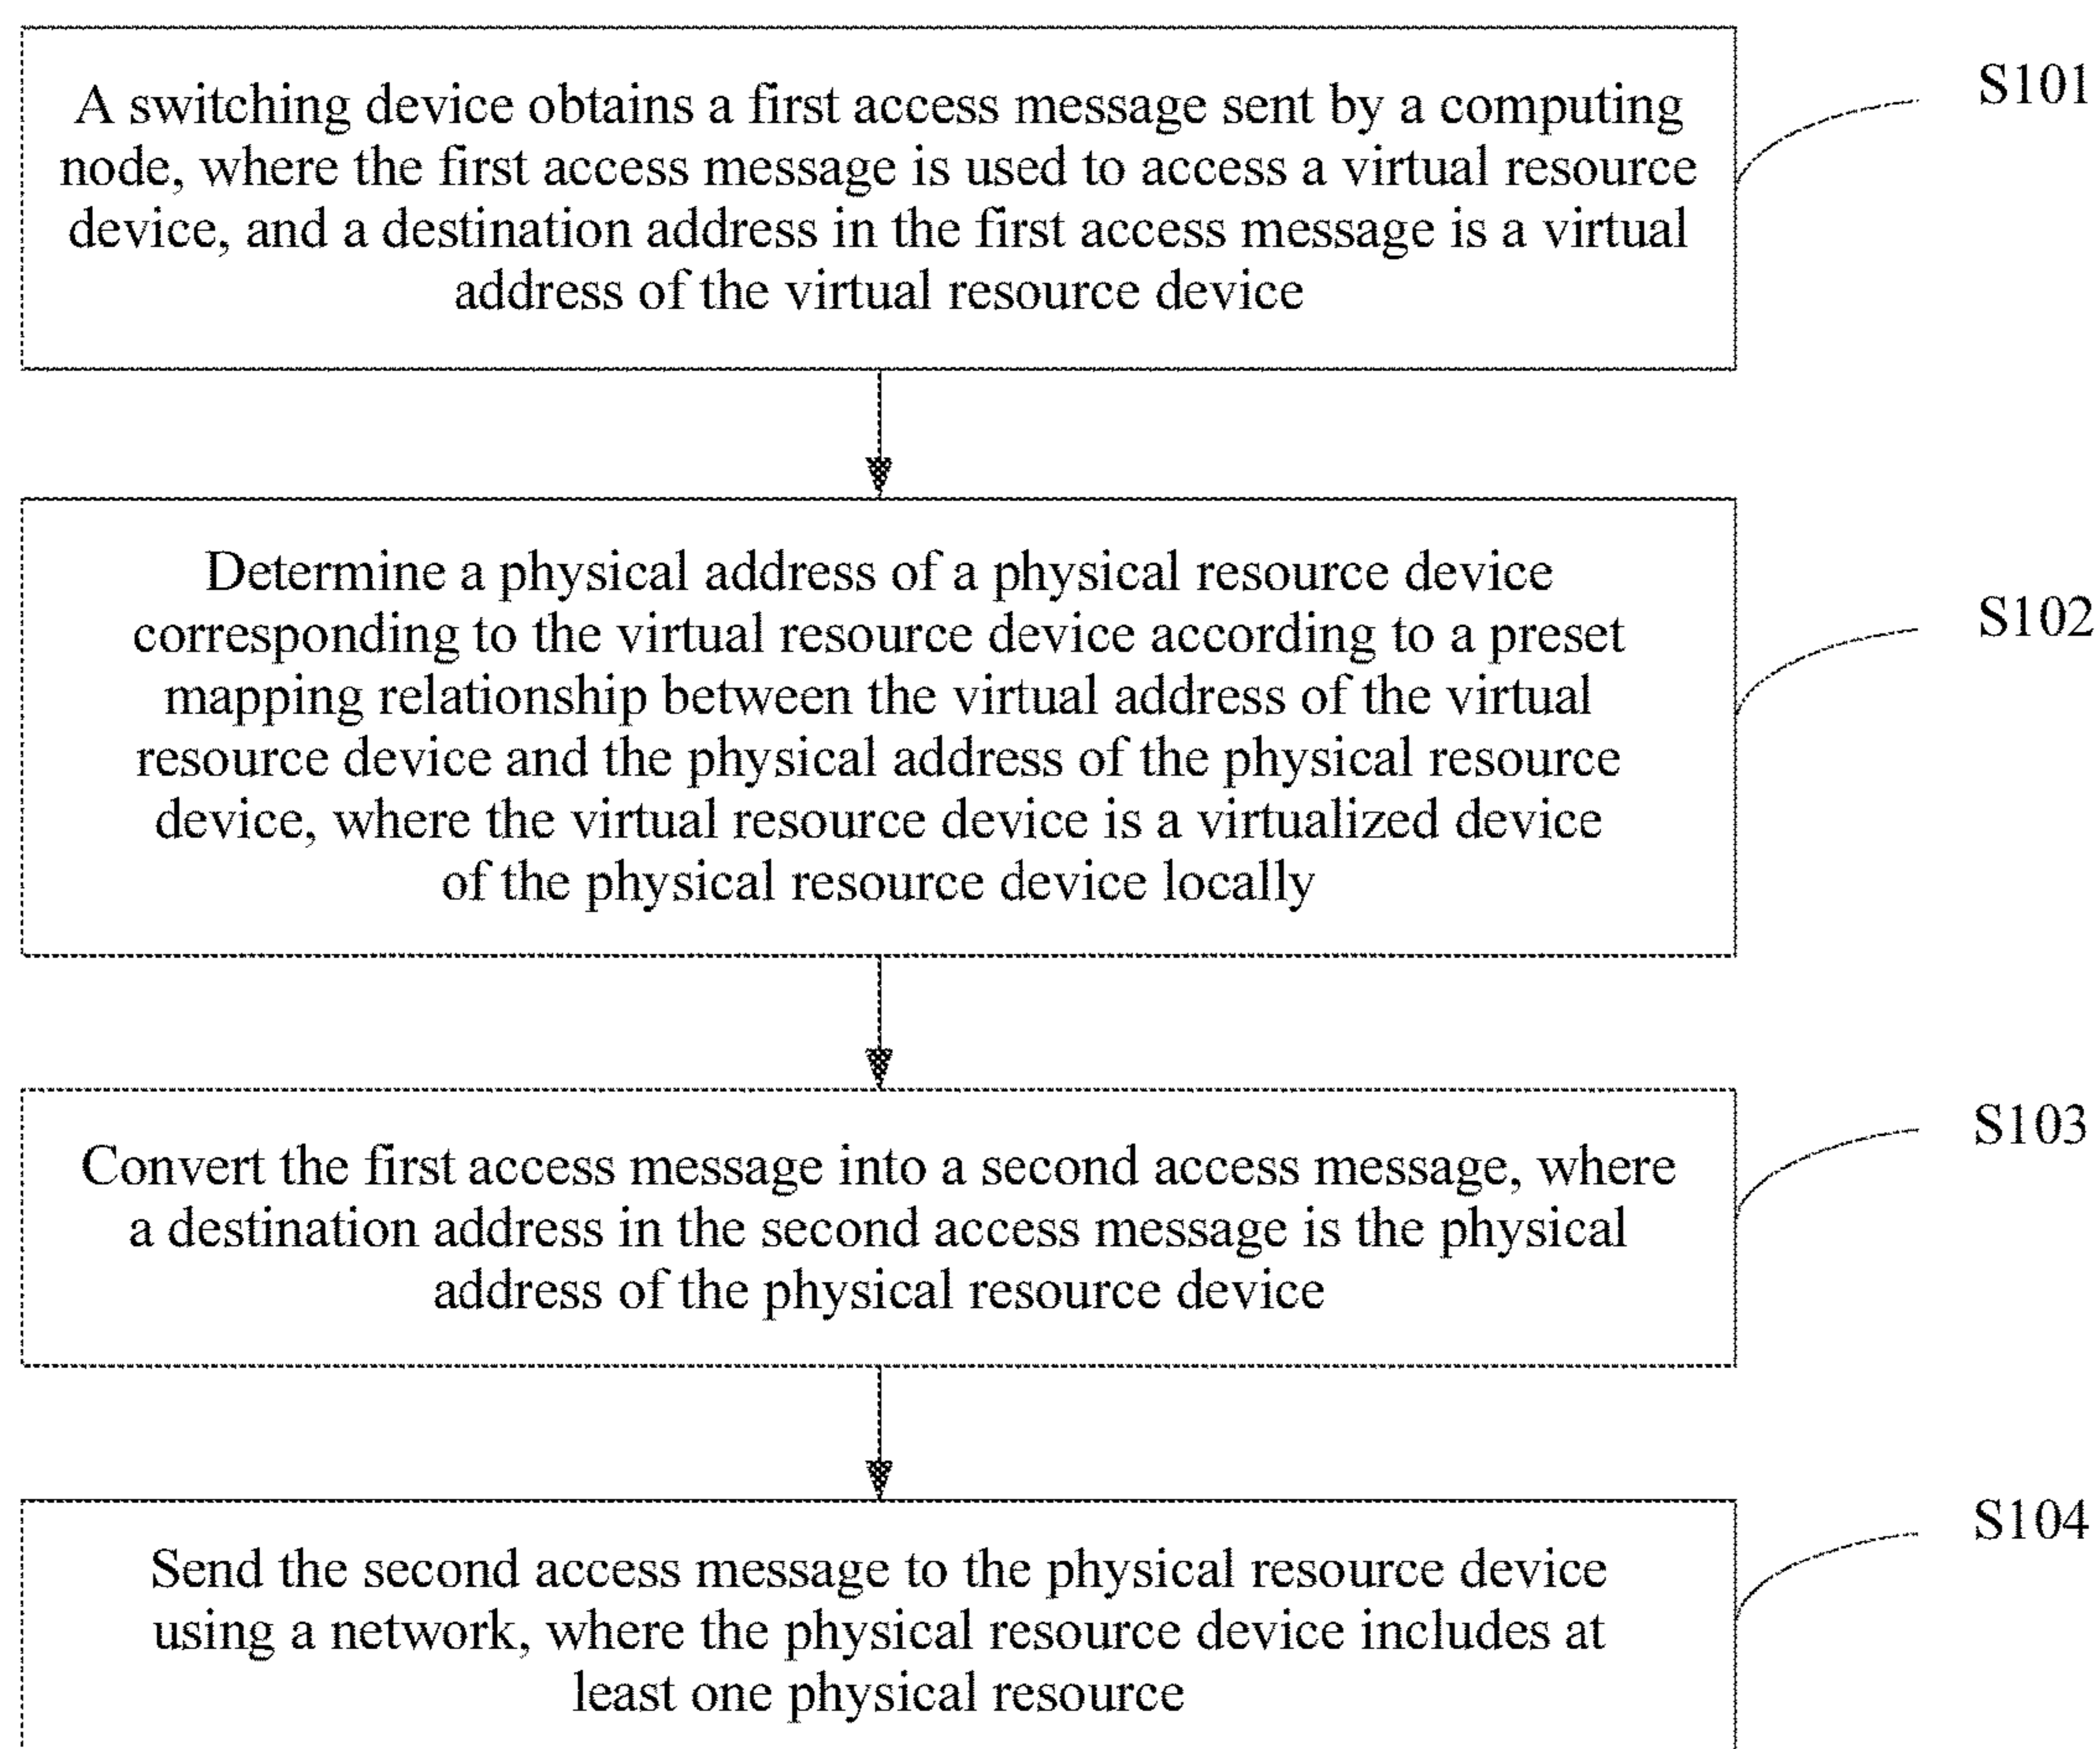 A switching device obtains a first access message sent by a computing
node, where the first access message is used to access a virtual resource
device, and a destination address in the first access message is a virtual
address of the virtual resource device
S101
Determine a physical address of a physical resource device
corresponding to the virtual resource device according to a preset
mapping relationship between the virtual address of the virtual
resource device and the physical address of the physical resource
device, where the virtual resource device is a virtualized device
of the physical resource device locally
S102
Convert the first access message into a second access message, where
a destination address in the second access message is the physical
address of the physical resource device
S103
Send the second access message to the physical resource device
using a network, where the physical resource device includes at
least one physical resource
S104